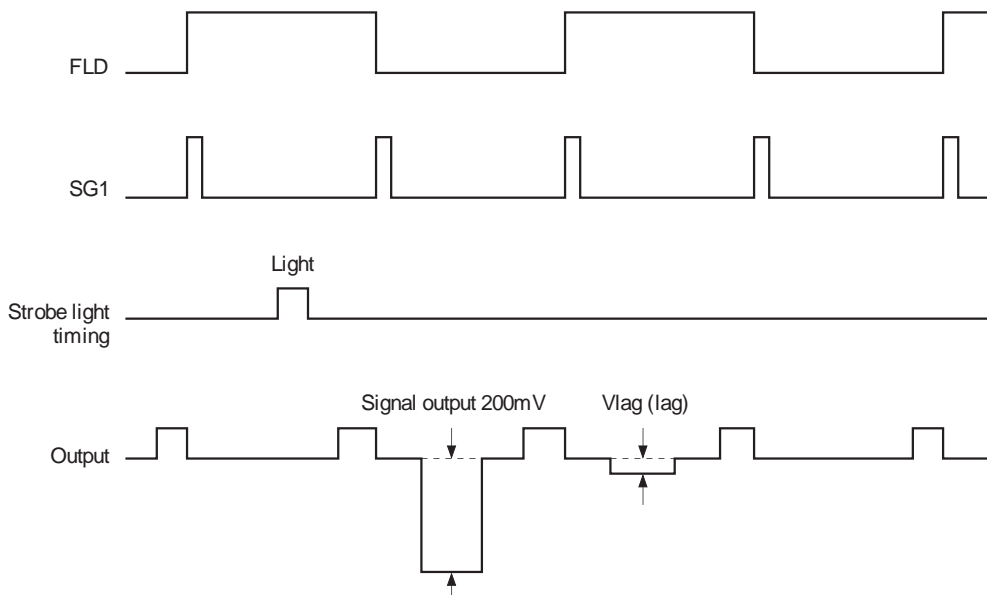 FLD
SG1
Light
Strobe light
timing
Signal output 200mV
Vlag (lag)
Output